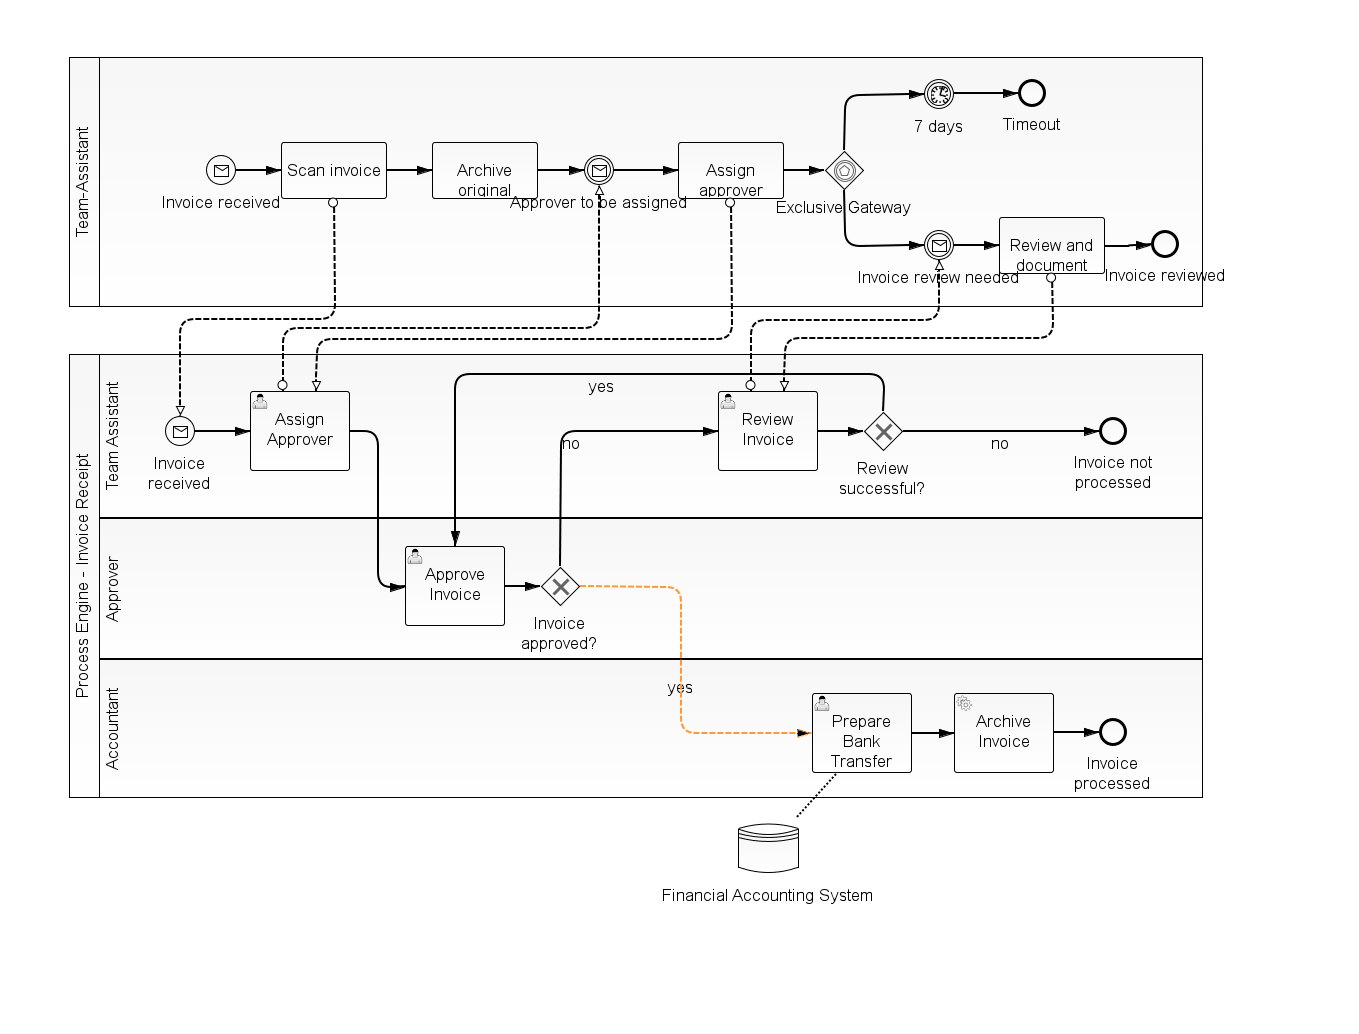 Team-Assistant
7 days
Timeout
Scan invoice
Archive
original
Assign
approver
Invoice received
Approver to be assigned
Exclusive Gateway
Review and
document
Invoice review needed
Invoice reviewed
Process Engine - Invoice Receipt
Team Assistant
yes
Assign
Approver
Review
Invoice
no
no
Invoice
received
Review
successful?
Invoice not
processed
Approver
Approve
Invoice
Invoice
approved?
Accountant
yes
Prepare
Bank
Transfer
Archive
Invoice
Invoice
processed
Financial Accounting System